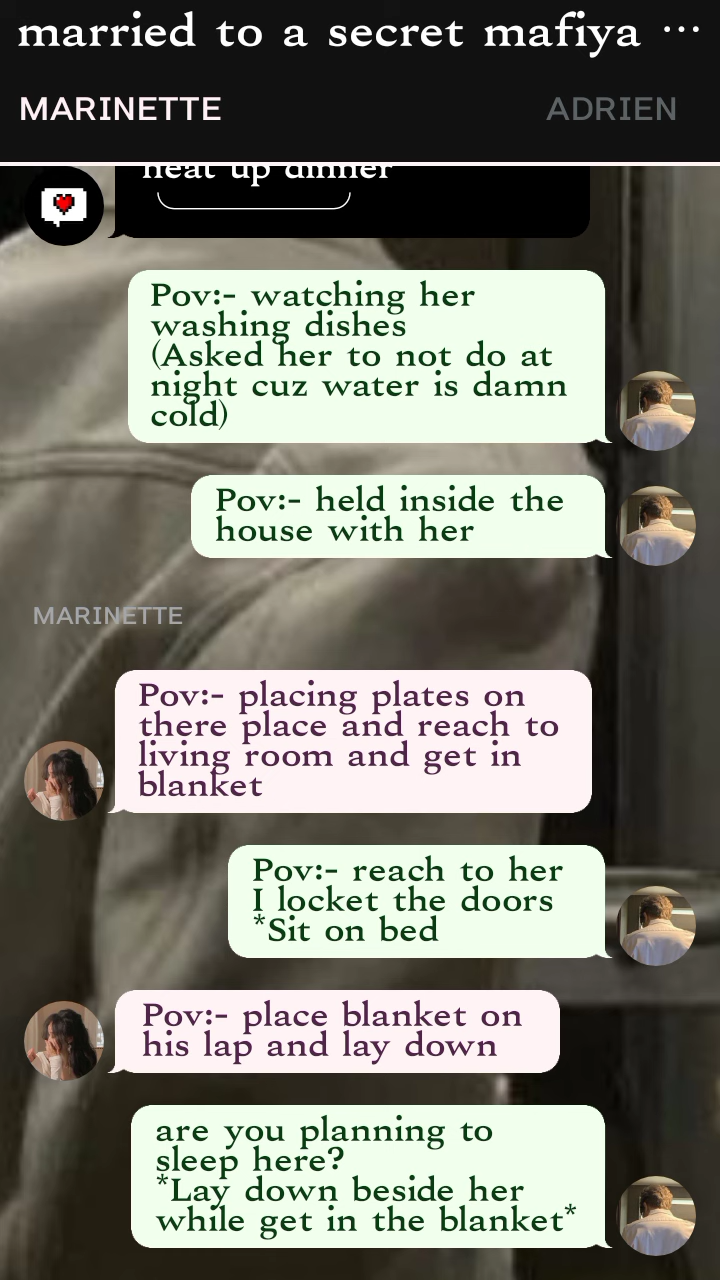 married to a secret mafiya ...
MARINETTE
ADRIEN
heat up dinner
Pov:- watching her
washing dishes
(Asked her to not do at
night cuz water is damn
cold)
Pov:- held inside the
house with her
MARINETTE
Pov:- placing plates on
there place and reach to
living room and get in
blanket
Pov:- reach to her
I locket the doors
*Sit on bed
Pov:- place blanket on
his lap and lay down
are you planning to
sleep here?
*Lay down beside her
while get in the blanket*